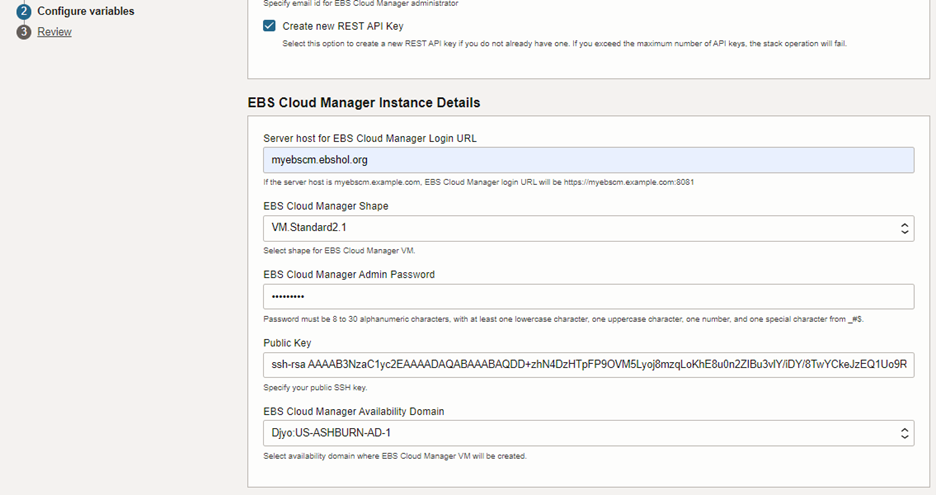 Specify email id for EBS Cloud Manager administrator
2 Configure variables
3 Review
Create new REST API Key
Select this option to create a new REST API key if you do not already have one. If you exceed the maximum number of API keys, the stack operation will fail.
EBS Cloud Manager Instance Details
Server host for EBS Cloud Manager Login URL
myebscm.ebshol.org
If the server host is myebscm.example.com, EBS Cloud Manager login URL will be https://myebscm.example.com:8081
EBS Cloud Manager Shape
VM.Standard2.1
Select shape for EBS Cloud Manager VM.
EBS Cloud Manager Admin Password
•••••••••
Password must be 8 to 30 alphanumeric characters, with at least one lowercase character, one uppercase character, one number, and one special character from _#$.
Public Key
ssh-rsa AAAAB3NzaC1yc2EAAAADAQABAAABAQDD+zhN4DzHTpFP9OVM5Lyoj8mzqLoKhE8u0n2ZIBu3vlY/iDY/8TwYCkeJzEQ1Uo9R
Specify your public SSH key.
EBS Cloud Manager Availability Domain
Djyo:US-ASHBURN-AD-1
Select availability domain where EBS Cloud Manager VM will be created.